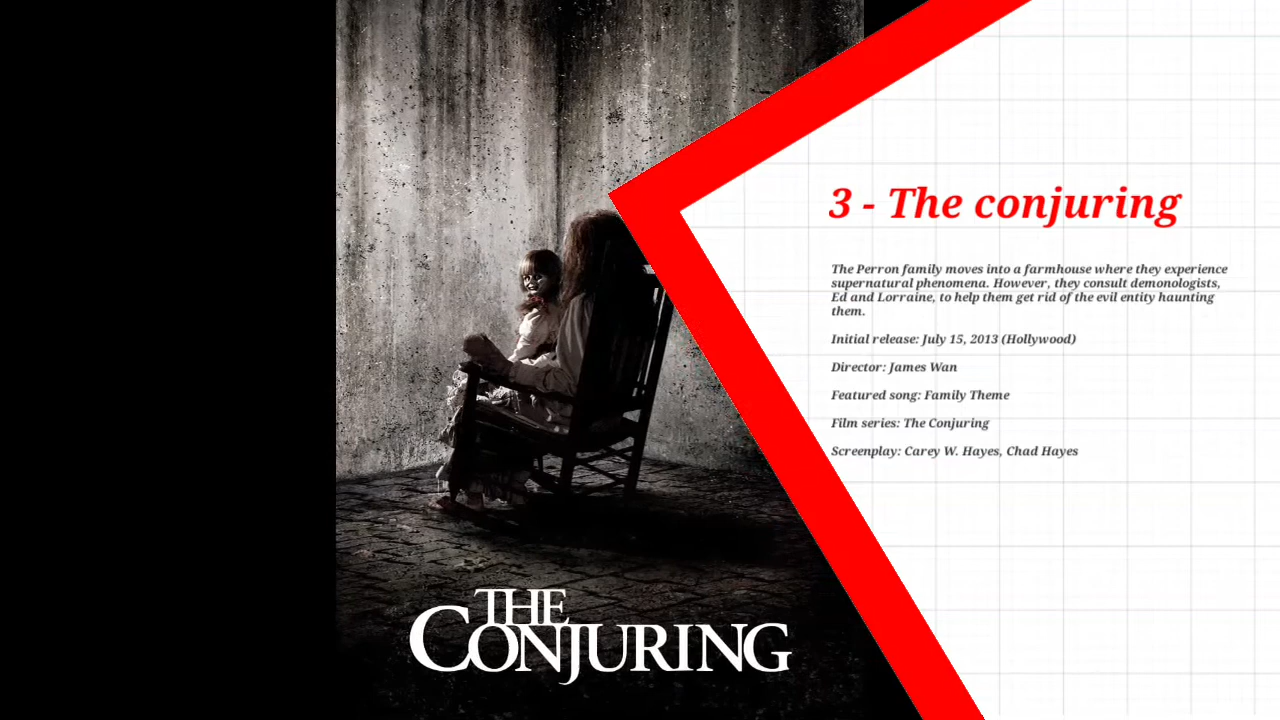 3 - The conjuring
The Perron family moves into a farmhouse where they experience
supernatural phenomena. However, they consult demonologists,
Ed and Lorraine, to help them get rid of the evil entity haunting
them.
Initial release: July 15, 2013 (Hollywood)
Director: James Wan
Featured song: Family Theme
Film series: The Conjuring
Screenplay: Carey W. Hayes, Chad Hayes
THE
CONJURING